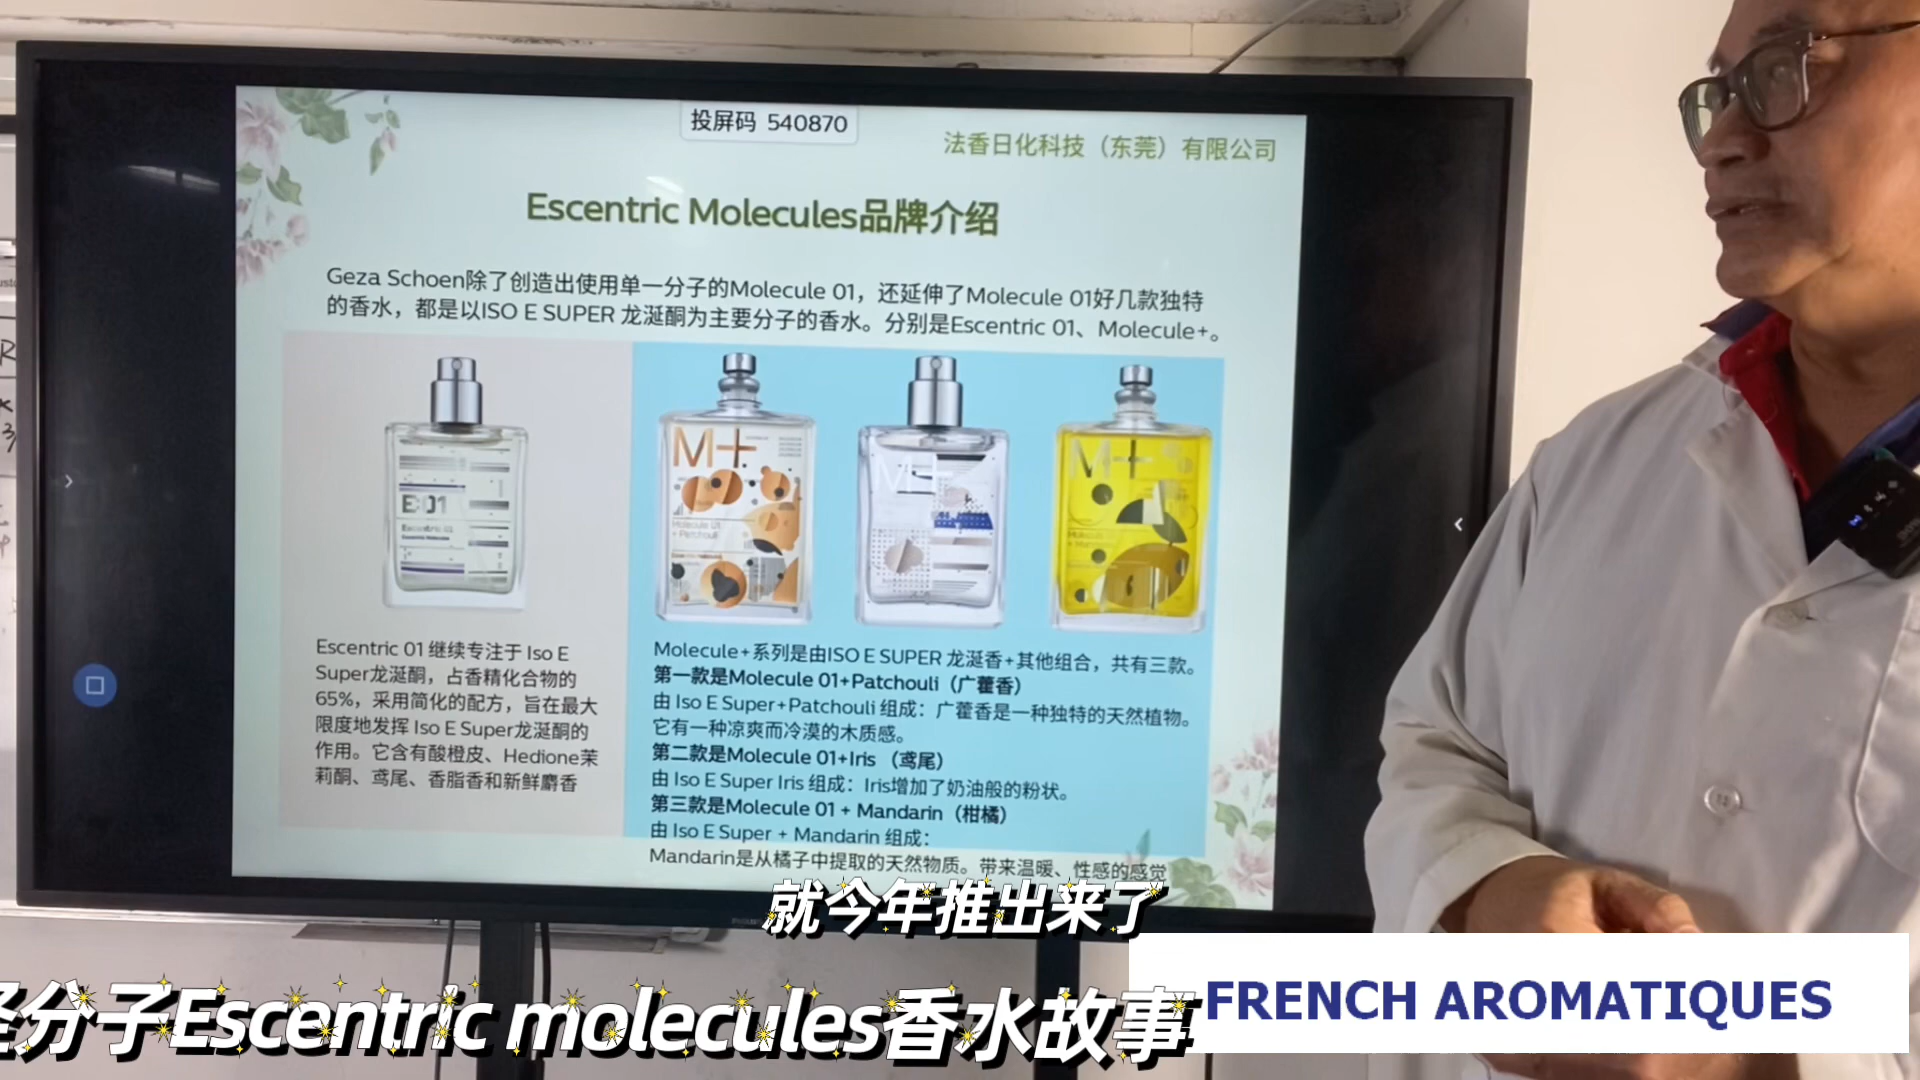 投屏码 540870
法香日化科技（东莞）有限公司
Escentric Molecules品牌介绍
Geza Schoen除了创造出使用单一分子的Molecule 01，还延伸了Molecule 01好几款独特
的香水，都是以ISO E SUPER 龙涎酮为主要分子的香水。分别是Escentric 01、Molecule+。
E:01
Escentric 01
Escentric Molecules
M+
Molecule 01
+ Patchouli
M+
M+
Molecule 01
Escentric 01 继续专注于 Iso E
Super龙涎酮，占香精化合物的
65%，采用简化的配方，旨在最大
限度地发挥 Iso E Super龙涎酮的
作用。它含有酸橙皮、Hedione茉
莉酮、鸢尾、香脂香和新鲜麝香
Molecule+系列是由ISO E SUPER 龙涎香+其他组合，共有三款。
第一款是Molecule 01+Patchouli（广藿香）
由 Iso E Super+Patchouli 组成：广藿香是一种独特的天然植物。
它有一种凉爽而冷漠的木质感。
第二款是Molecule 01+Iris （鸢尾）
由 Iso E Super Iris 组成：Iris增加了奶油般的粉状。
第三款是Molecule 01 + Mandarin（柑橘）
由 Iso E Super + Mandarin 组成：
Mandarin是从橘子中提取的天然物质。带来温暖、性感的感觉
就今年推出来了
分子Escentric molecules香水故事
FRENCH AROMATIQUES